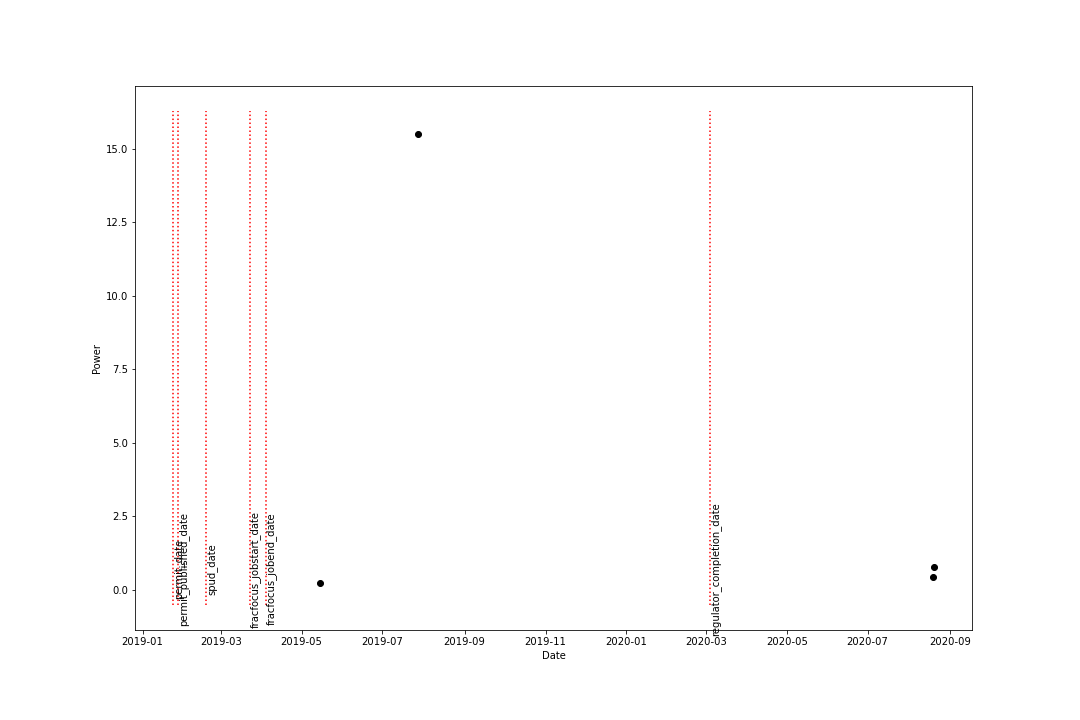 15.0
12.5
10.0
7.5
5.0
2.5
0.0
Power
permit_date
permit_published_date
spud_date
fracfocus_jobstart_date
fracfocus_jobend_date
regulator_completion_date
2019-01
2019-03
2019-05
2019-07
2019-09
2019-11
2020-01
2020-03
2020-05
2020-07
2020-09
Date